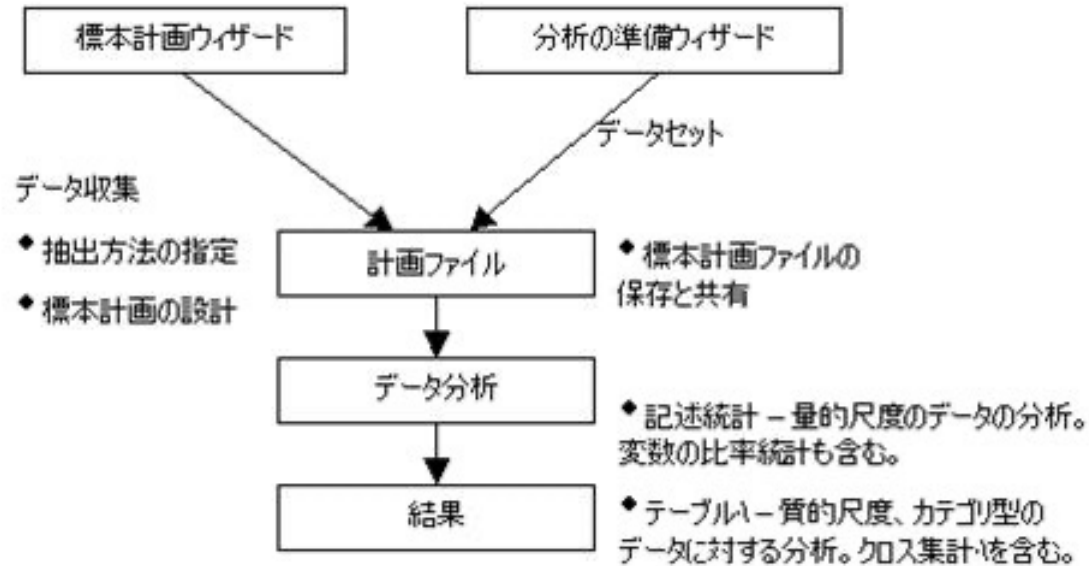 標本計画ウィザード
分析の準備ウィザード
データセット
データ収集
◆抽出方法の指定
◆標本計画の設計
計画ファイル
◆標本計画ファイルの
保存と共有
データ分析
◆記述統計 – 量的尺度のデータの分析。
変数の比率統計も含む。
結果
◆テーブル\ – 質的尺度、カテゴリ型の
データに対する分析。クロス集計\を含む。